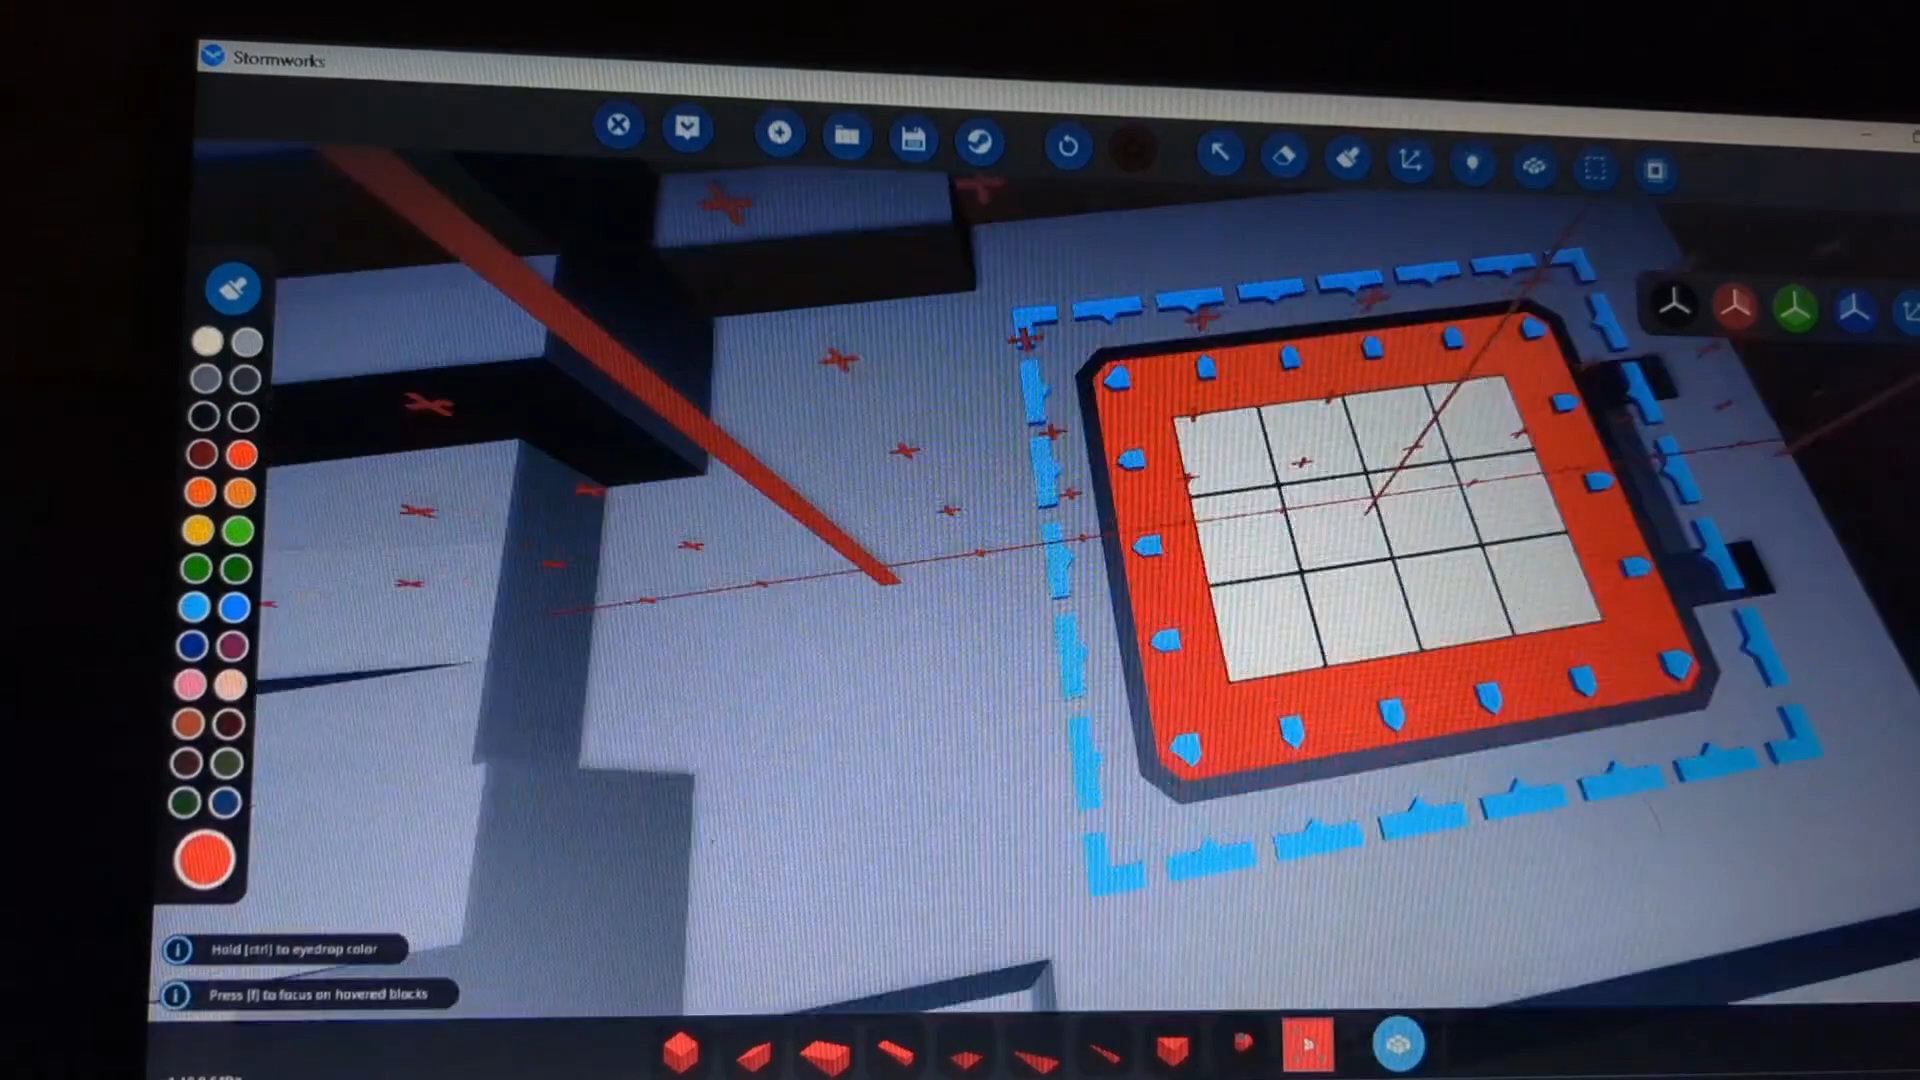 Stormworks
Hold [ctrl] to eyedrop color
Press [f] to focus on hovered blocks